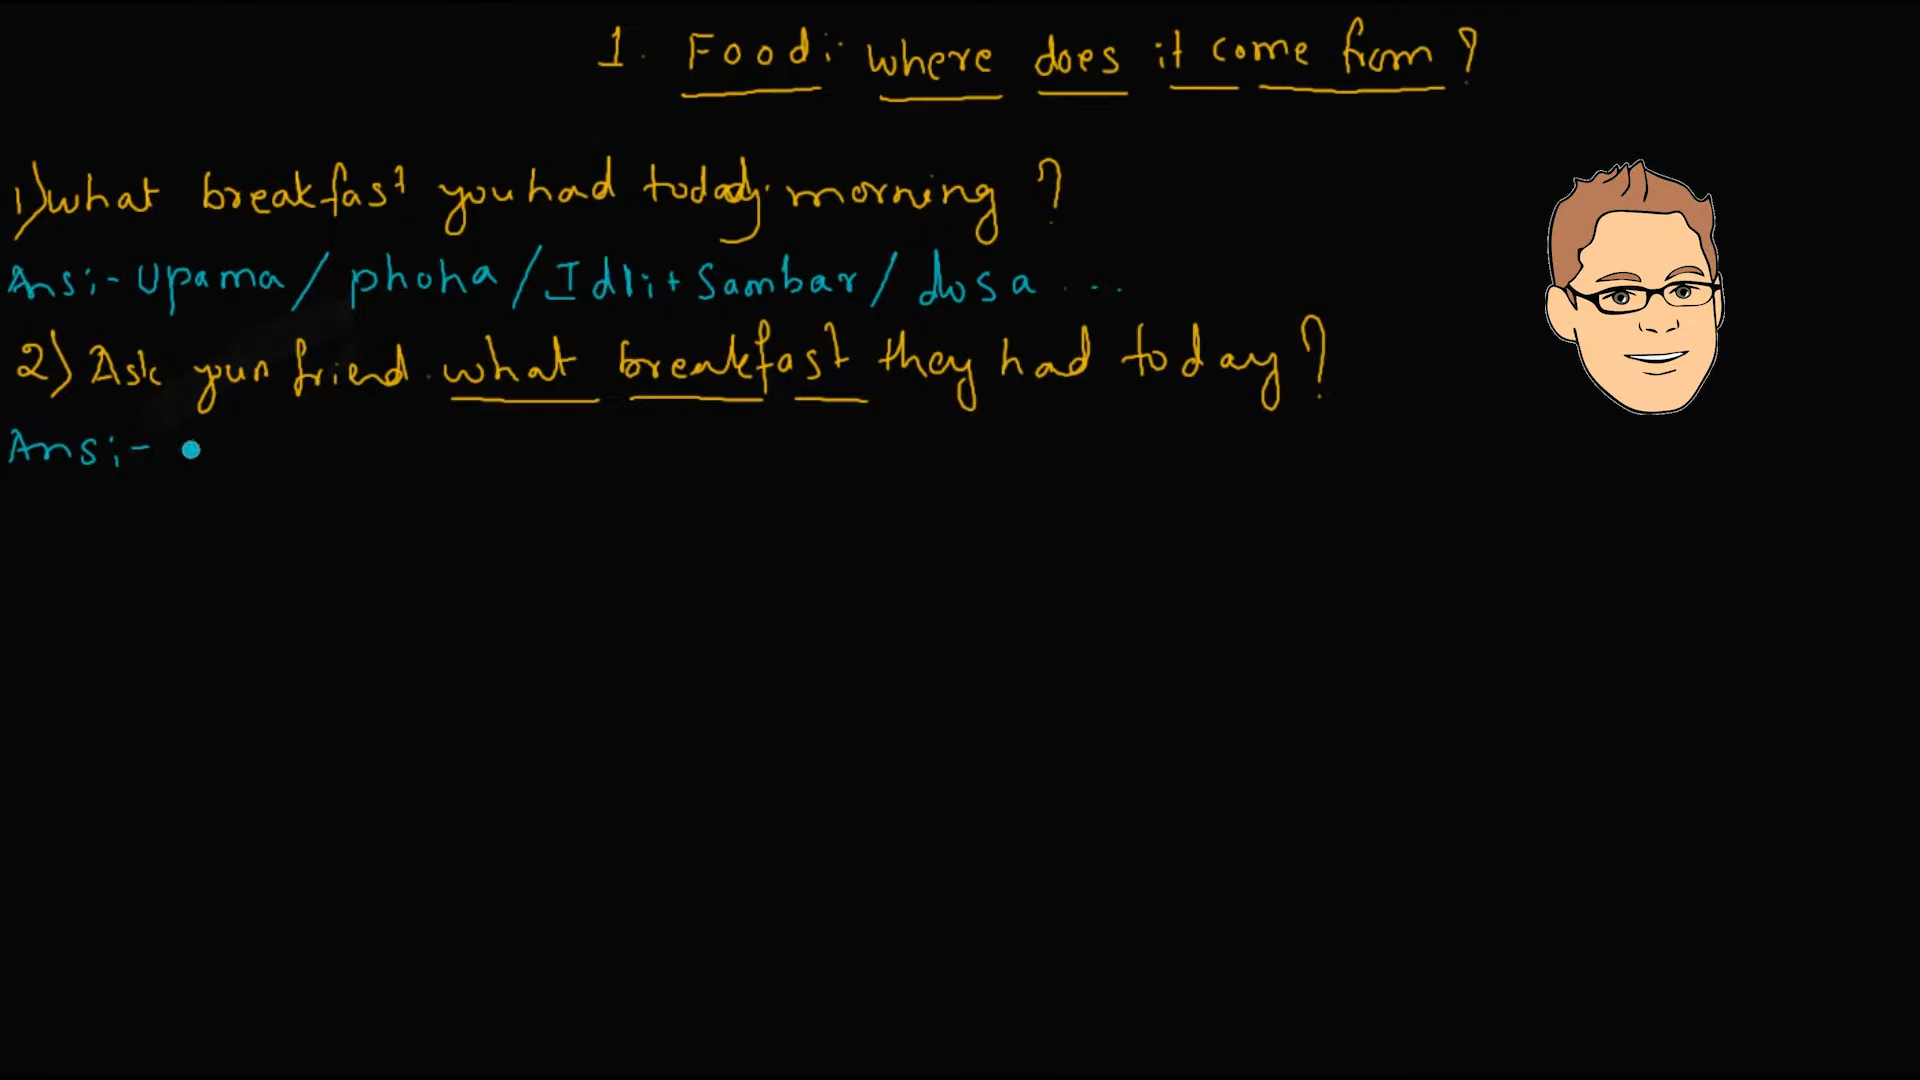 1. Food: where does it come from?
1) what breakfast you had today morning ?
Ans:- Upama / phoha / Idli + Sambar / dosa ...
2) Ask your friend what breakfast they had today?
Ans:-